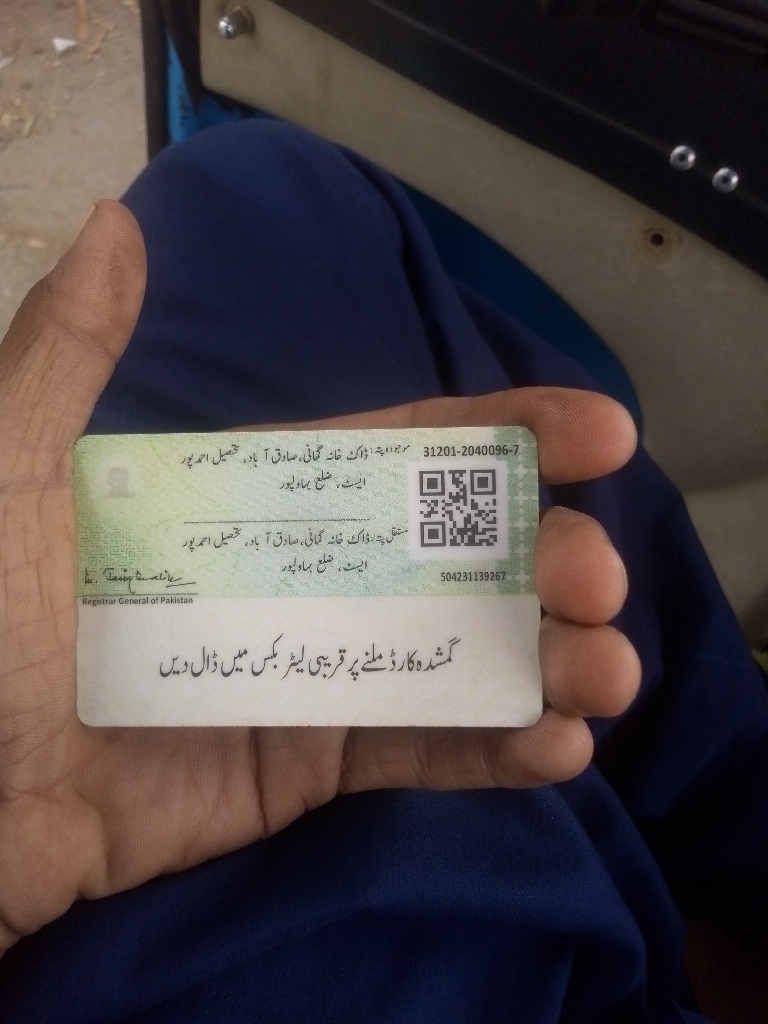 31201-2040096-7
موجودہ پتہ: ڈاک خانہ گمانی، صادق آباد، تحصیل احمد پور
ایسٹ، ضلع بہاولپور
مستقل پتہ: ڈاک خانہ گمانی، صادق آباد، تحصیل احمد پور
ایسٹ، ضلع بہاولپور
504231139267
Registrar General of Pakistan
گمشدہ کارڈ ملنے پر قریبی لیٹر بکس میں ڈال دیں